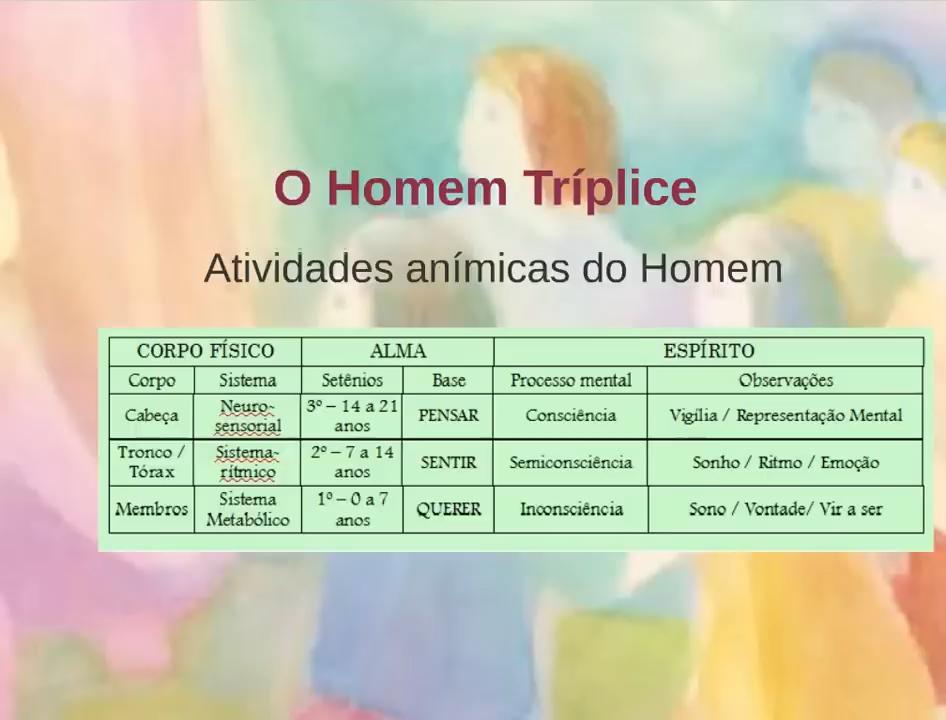 O Homem Tríplice
Atividades anímicas do Homem
CORPO FÍSICO ALMA ESPÍRITO
Corpo Sistema Setênios Base Processo mental Observações
Cabeça Neuro-sensorial 3º – 14 a 21 anos PENSAR Consciência Vigília / Representação Mental
Tronco / Tórax Sistema-rítmico 2º – 7 a 14 anos SENTIR Semiconsciência Sonho / Ritmo / Emoção
Membros Sistema Metabólico 1º – 0 a 7 anos QUERER Inconsciência Sono / Vontade/ Vir a ser